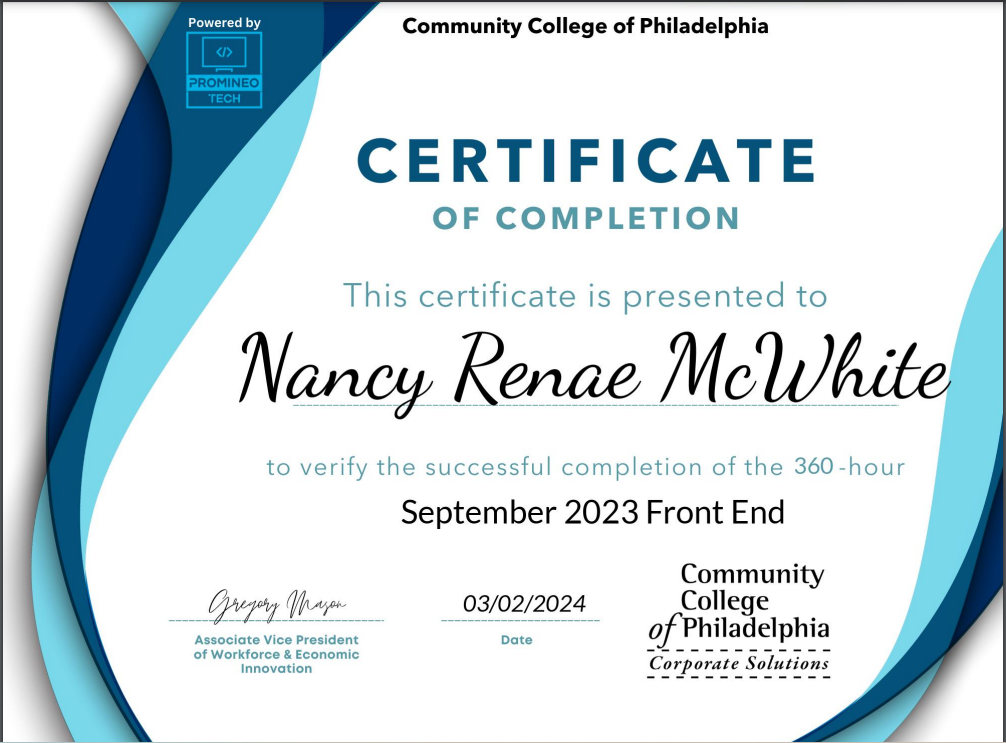 Powered by
</>
PROMINEO
TECH
Community College of Philadelphia
CERTIFICATE
OF COMPLETION
This certificate is presented to
Nancy Renae McWhite
to verify the successful completion of the 360-hour
September 2023 Front End
Gregory Mason
Associate Vice President
of Workforce & Economic
Innovation
03/02/2024
Date
Community
College
of Philadelphia
Corporate Solutions